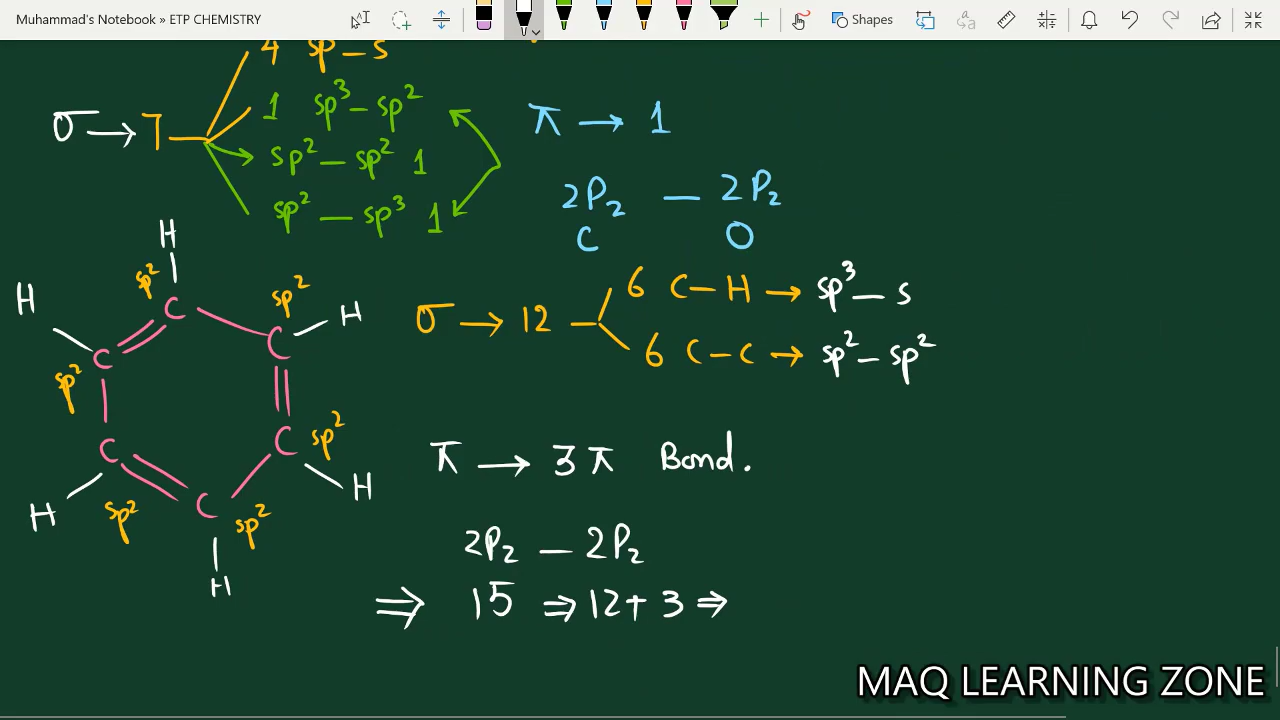 Muhammad's Notebook » ETP CHEMISTRY
Shapes
4 sp – s
σ → 7
1 sp³ – sp²
sp² – sp² 1
sp² – sp³ 1
π → 1
2P₂ – 2P₂
C O
H
H
sp²
sp²
H
C
C
C
sp²
C
C
sp²
C
H
H
sp²
sp²
H
σ → 12
6 C – H → sp³ – s
6 C – C → sp² – sp²
π → 3 π Bond.
2P₂ – 2P₂
⇒ 15 ⇒ 12 + 3 ⇒
MAQ LEARNING ZONE